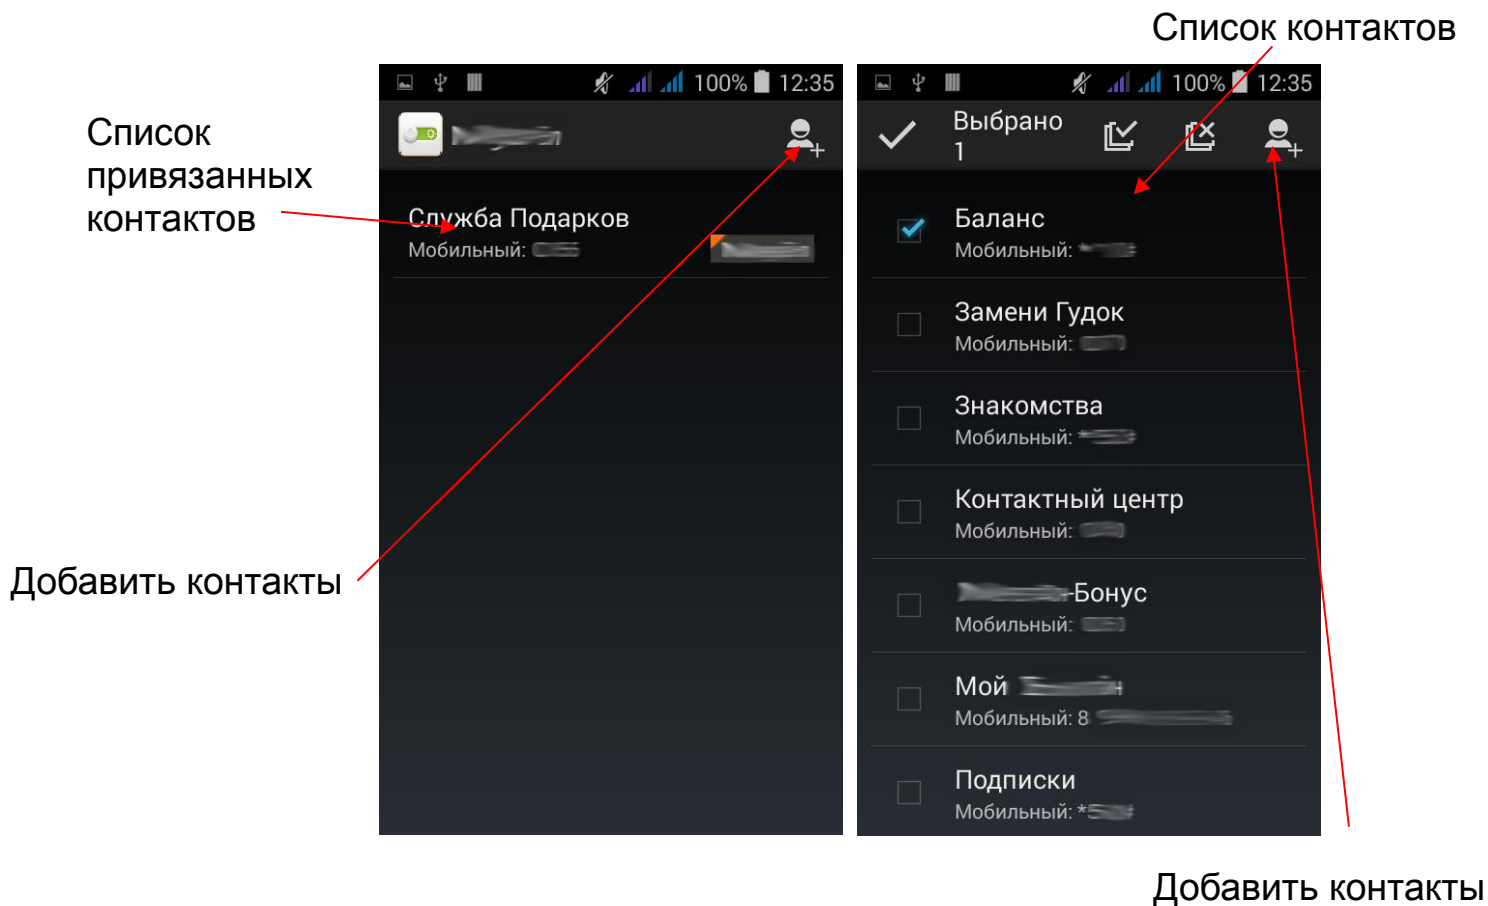 Список контактов
100% 12:35
100% 12:35
Список
привязанных
контактов
Выбрано
1
Служба Подарков
Мобильный:
Баланс
Мобильный: *
Замени Гудок
Мобильный:
Знакомства
Мобильный: *
Контактный центр
Мобильный:
Добавить контакты
-Бонус
Мобильный:
Мой
Мобильный: 8
Подписки
Мобильный: *
Добавить контакты